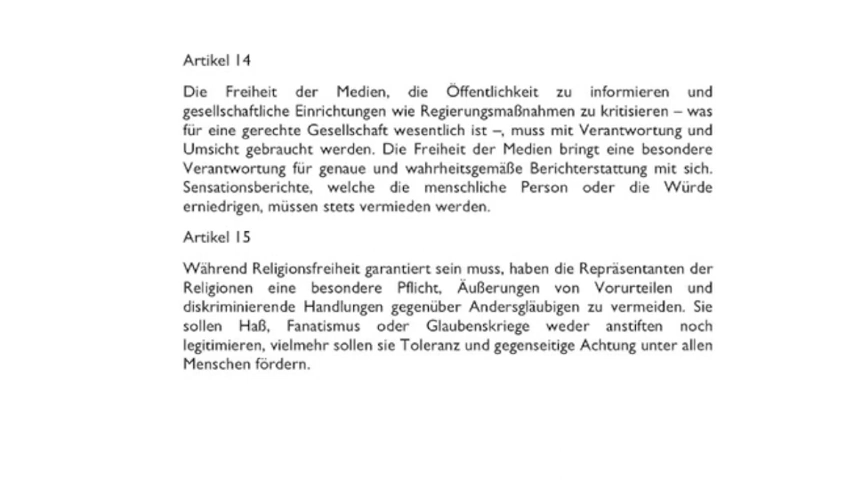 Artikel 14
Die Freiheit der Medien, die Öffentlichkeit zu informieren und
gesellschaftliche Einrichtungen wie Regierungsmaßnahmen zu kritisieren – was
für eine gerechte Gesellschaft wesentlich ist –, muss mit Verantwortung und
Umsicht gebraucht werden. Die Freiheit der Medien bringt eine besondere
Verantwortung für genaue und wahrheitsgemäße Berichterstattung mit sich.
Sensationsberichte, welche die menschliche Person oder die Würde
erniedrigen, müssen stets vermieden werden.
Artikel 15
Während Religionsfreiheit garantiert sein muss, haben die Repräsentanten der
Religionen eine besondere Pflicht, Äußerungen von Vorurteilen und
diskriminierende Handlungen gegenüber Andersgläubigen zu vermeiden. Sie
sollen Haß, Fanatismus oder Glaubenskriege weder anstiften noch
legitimieren, vielmehr sollen sie Toleranz und gegenseitige Achtung unter allen
Menschen fördern.